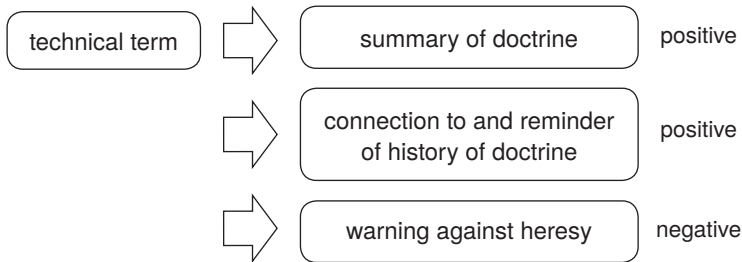 technical term
summary of doctrine
positive
connection to and reminder
of history of doctrine
positive
warning against heresy
negative